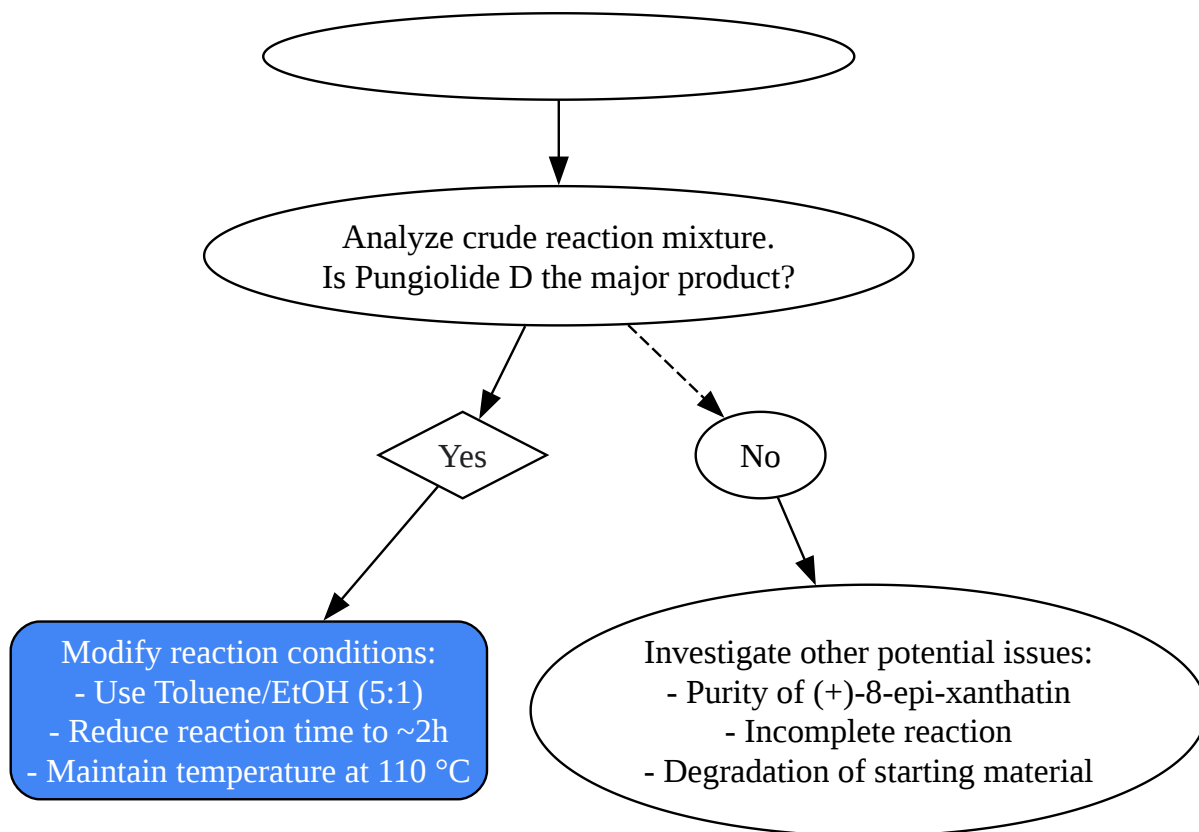 Analyze crude reaction mixture.
Is Pungiolide D the major product?
Yes
No
Modify reaction conditions:
- Use Toluene/EtOH (5:1)
- Reduce reaction time to ~2h
- Maintain temperature at 110 °C
Investigate other potential issues:
- Purity of (+)-8-epi-xanthatin
- Incomplete reaction
- Degradation of starting material